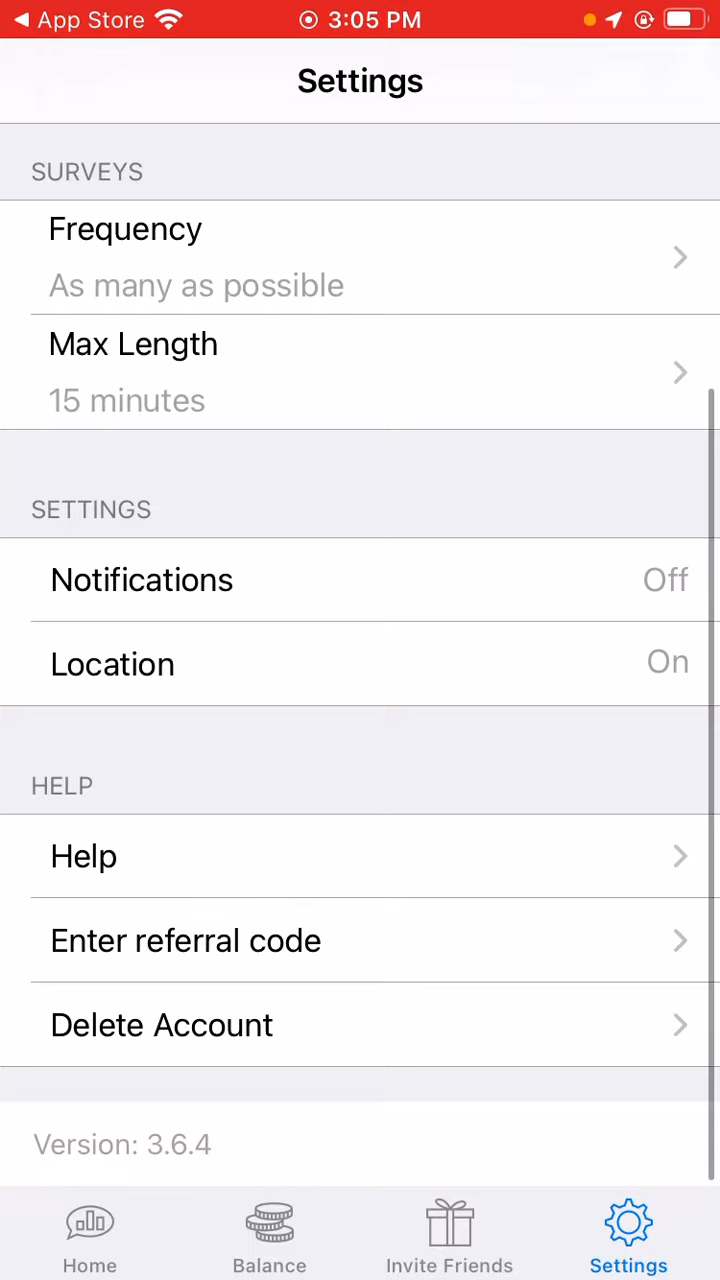 App Store 3:05 PM
Settings
SURVEYS
Frequency
As many as possible
Max Length
15 minutes
SETTINGS
Notifications Off
Location On
HELP
Help
Enter referral code
Delete Account
Version: 3.6.4
Home Balance Invite Friends Settings